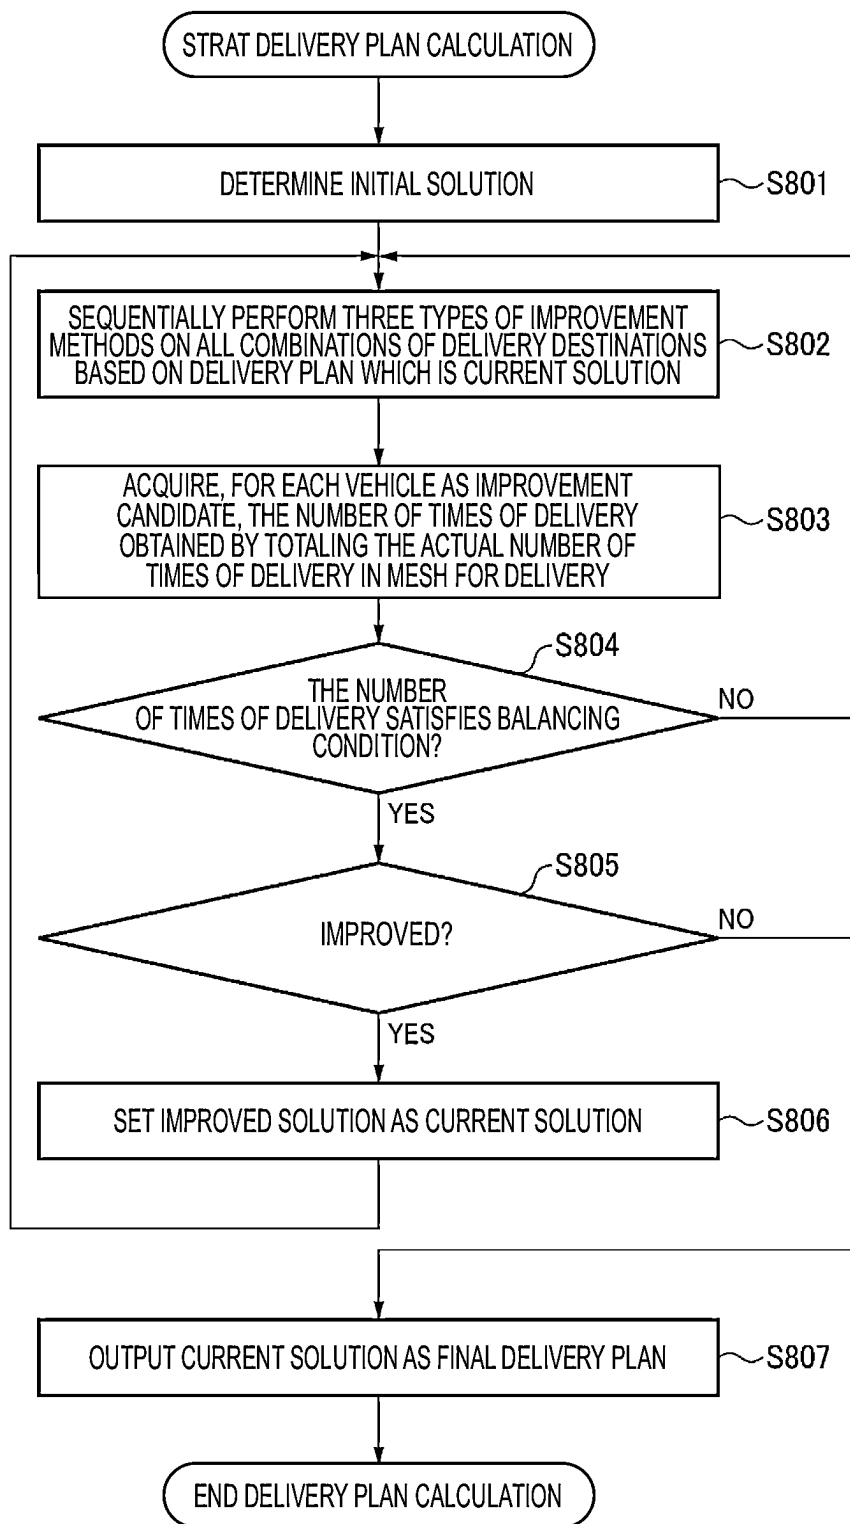 STRAT DELIVERY PLAN CALCULATION
DETERMINE INITIAL SOLUTION
S801
SEQUENTIALLY PERFORM THREE TYPES OF IMPROVEMENT
METHODS ON ALL COMBINATIONS OF DELIVERY DESTINATIONS
BASED ON DELIVERY PLAN WHICH IS CURRENT SOLUTION
S802
ACQUIRE, FOR EACH VEHICLE AS IMPROVEMENT
CANDIDATE, THE NUMBER OF TIMES OF DELIVERY
OBTAINED BY TOTALING THE ACTUAL NUMBER OF
TIMES OF DELIVERY IN MESH FOR DELIVERY
S803
S804
THE NUMBER
OF TIMES OF DELIVERY SATISFIES BALANCING
CONDITION?
NO
YES
S805
IMPROVED?
NO
YES
SET IMPROVED SOLUTION AS CURRENT SOLUTION
S806
OUTPUT CURRENT SOLUTION AS FINAL DELIVERY PLAN
S807
END DELIVERY PLAN CALCULATION